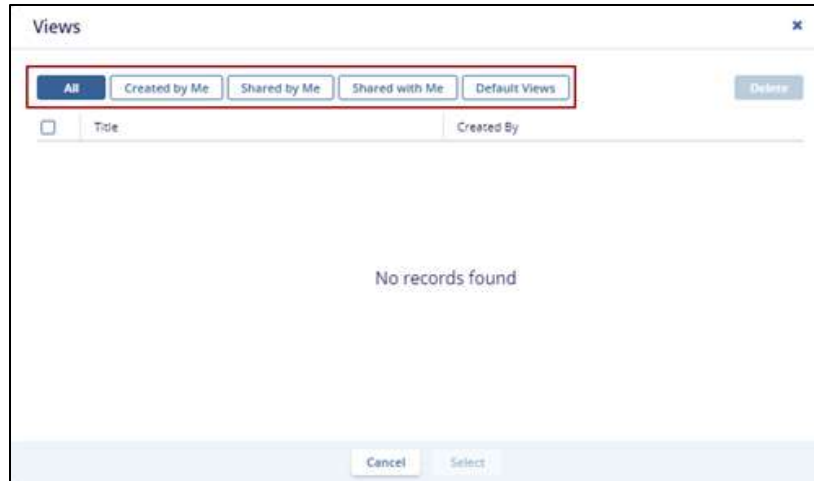 Views
All Created by Me Shared by Me Shared with Me Default Views Delete
Title Created By
No records found
Cancel Select